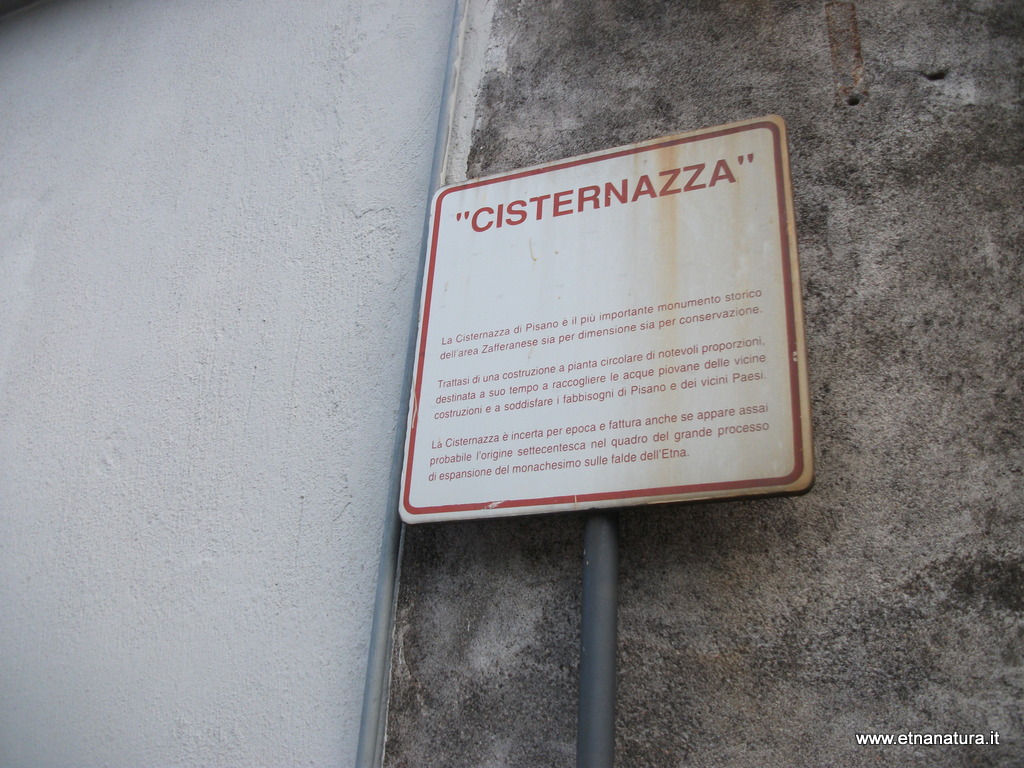 "CISTERNAZZA"
La Cisternazza di Pisano è il più importante monumento storico
dell'area Zafferanese sia per dimensione sia per conservazione.
Trattasi di una costruzione a pianta circolare di notevoli proporzioni,
destinata a suo tempo a raccogliere le acque piovane delle vicine
costruzioni e a soddisfare i fabbisogni di Pisano e dei vicini Paesi.
La Cisternazza è incerta per epoca e fattura anche se appare assai
probabile l'origine settecentesca nel quadro del grande processo
di espansione del monachesimo sulle falde dell'Etna.
www.etnanatura.it